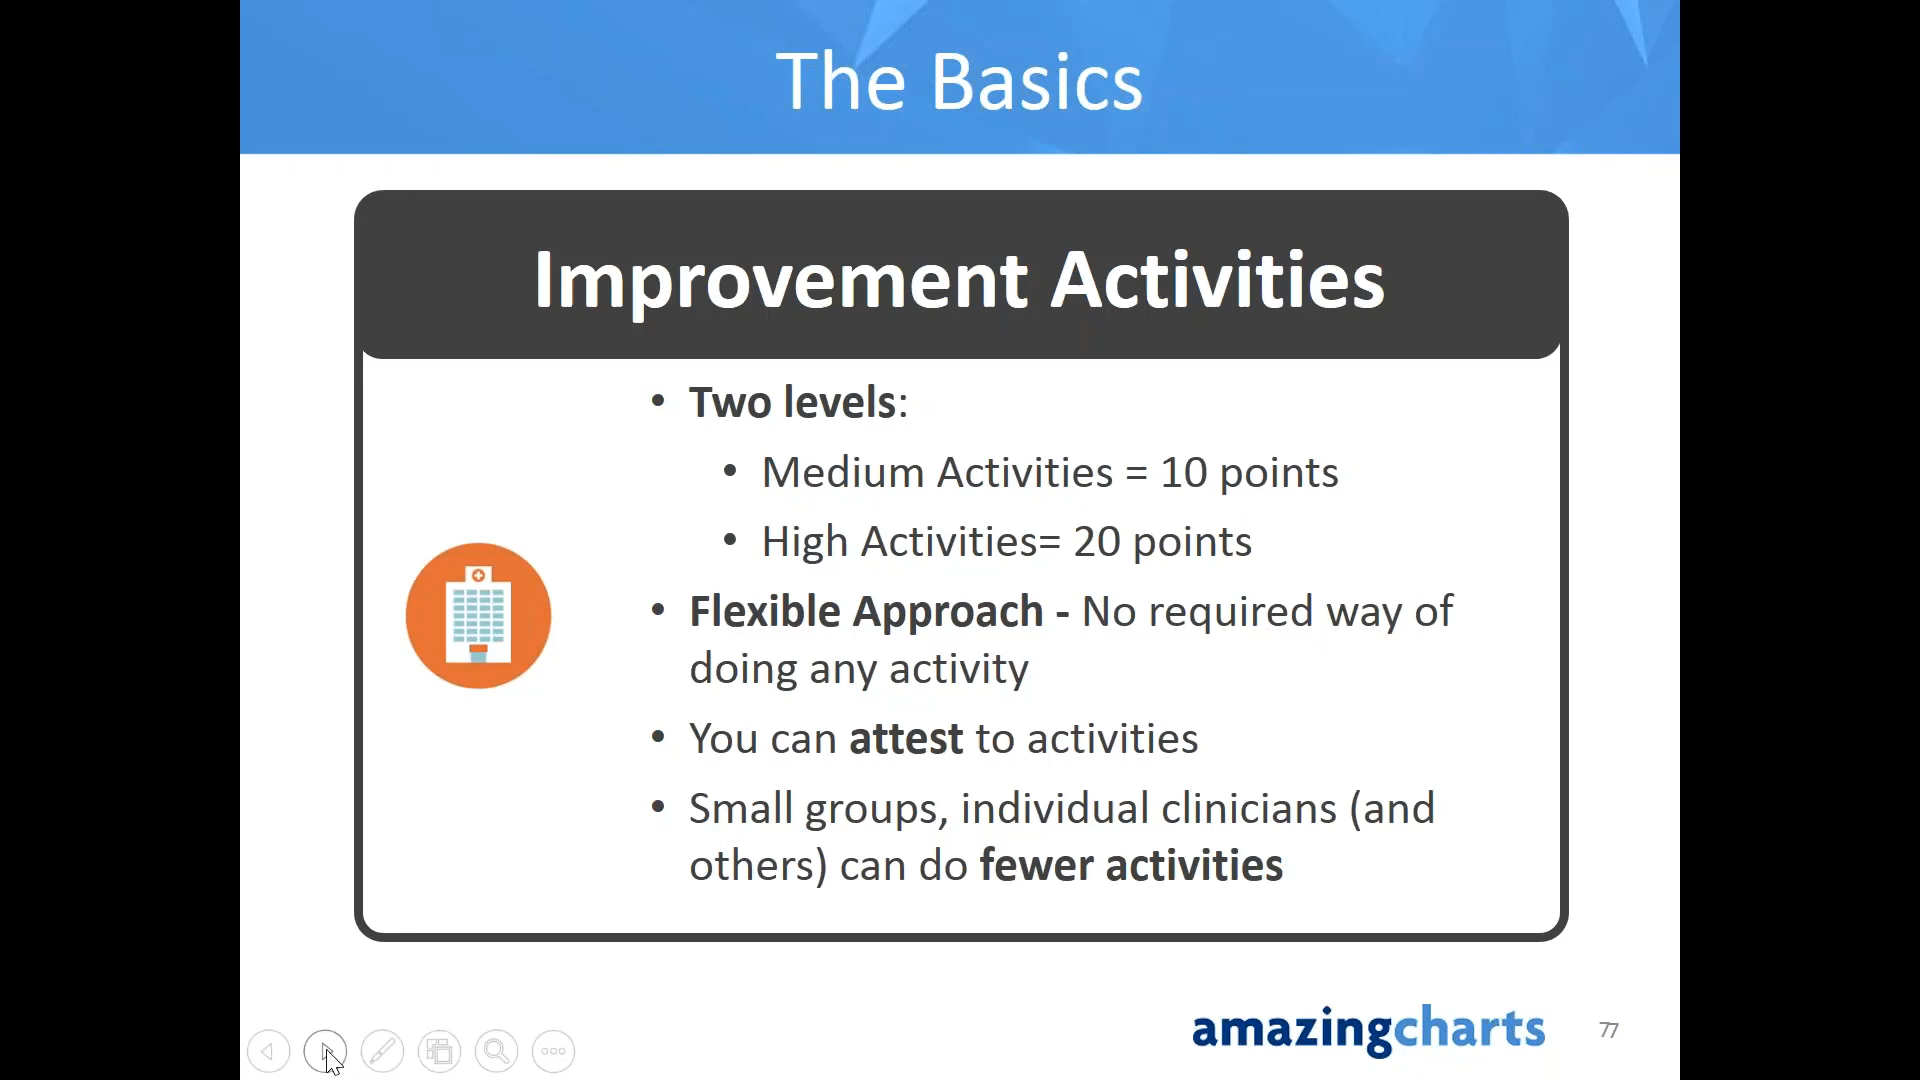 The Basics
Improvement Activities
• Two levels:
• Medium Activities = 10 points
• High Activities= 20 points
• Flexible Approach - No required way of
doing any activity
• You can attest to activities
• Small groups, individual clinicians (and
others) can do fewer activities
amazingcharts
77